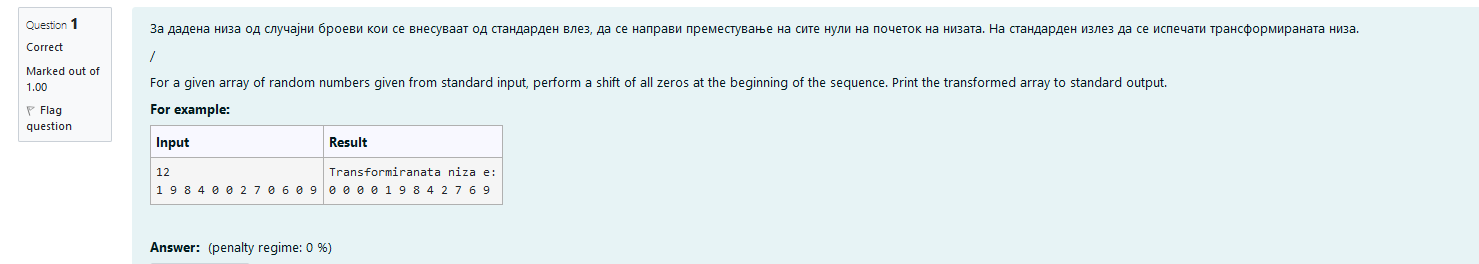 Question 1
Correct
Marked out of
1.00
Flag
question
За дадена низа од случајни броеви кои се внесуваат од стандарден влез, да се направи преместување на сите нули на почеток на низата. На стандарден излез да се испечати трансформираната низа.
/
For a given array of random numbers given from standard input, perform a shift of all zeros at the beginning of the sequence. Print the transformed array to standard output.
For example:
Input Result
12 Transformiranata niza e:
1 9 8 4 0 0 2 7 0 6 0 9 0 0 0 0 1 9 8 4 2 7 6 9
Answer: (penalty regime: 0 %)